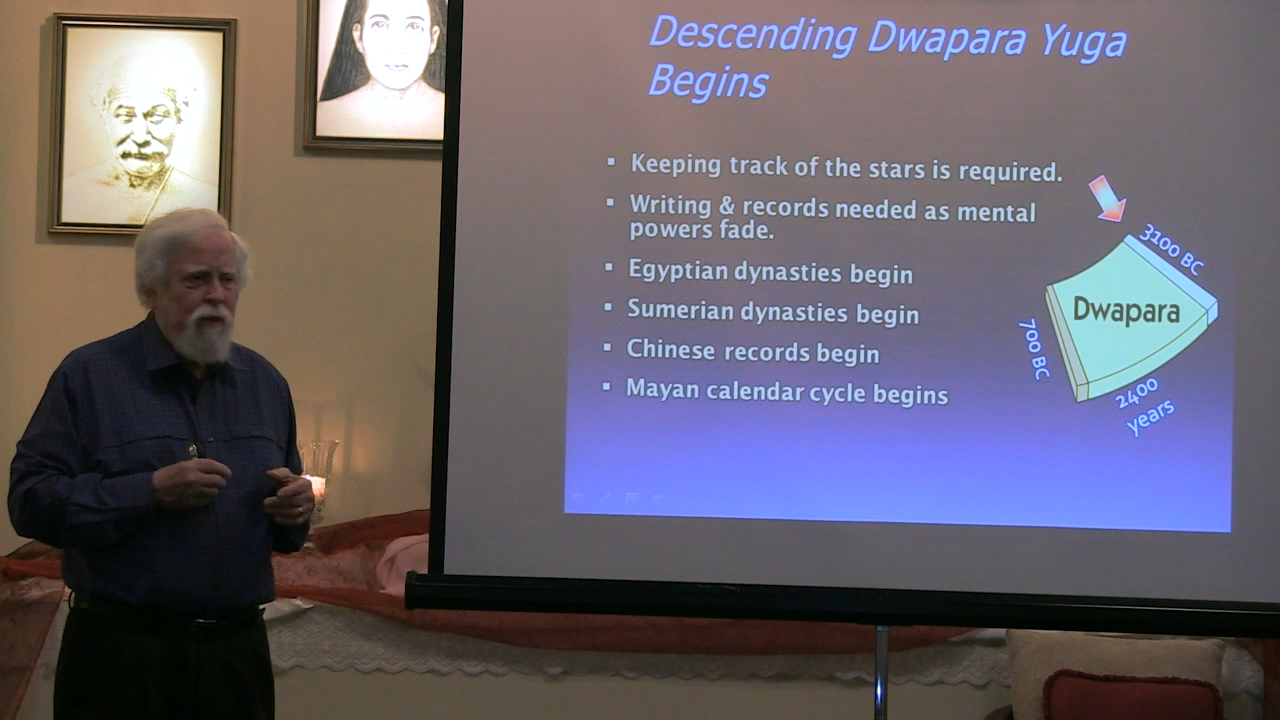 Descending Dwapara Yuga
Begins
▪ Keeping track of the stars is required.
▪ Writing & records needed as mental
powers fade.
▪ Egyptian dynasties begin
▪ Sumerian dynasties begin
▪ Chinese records begin
▪ Mayan calendar cycle begins
3100 BC
Dwapara
700 BC
2400
years